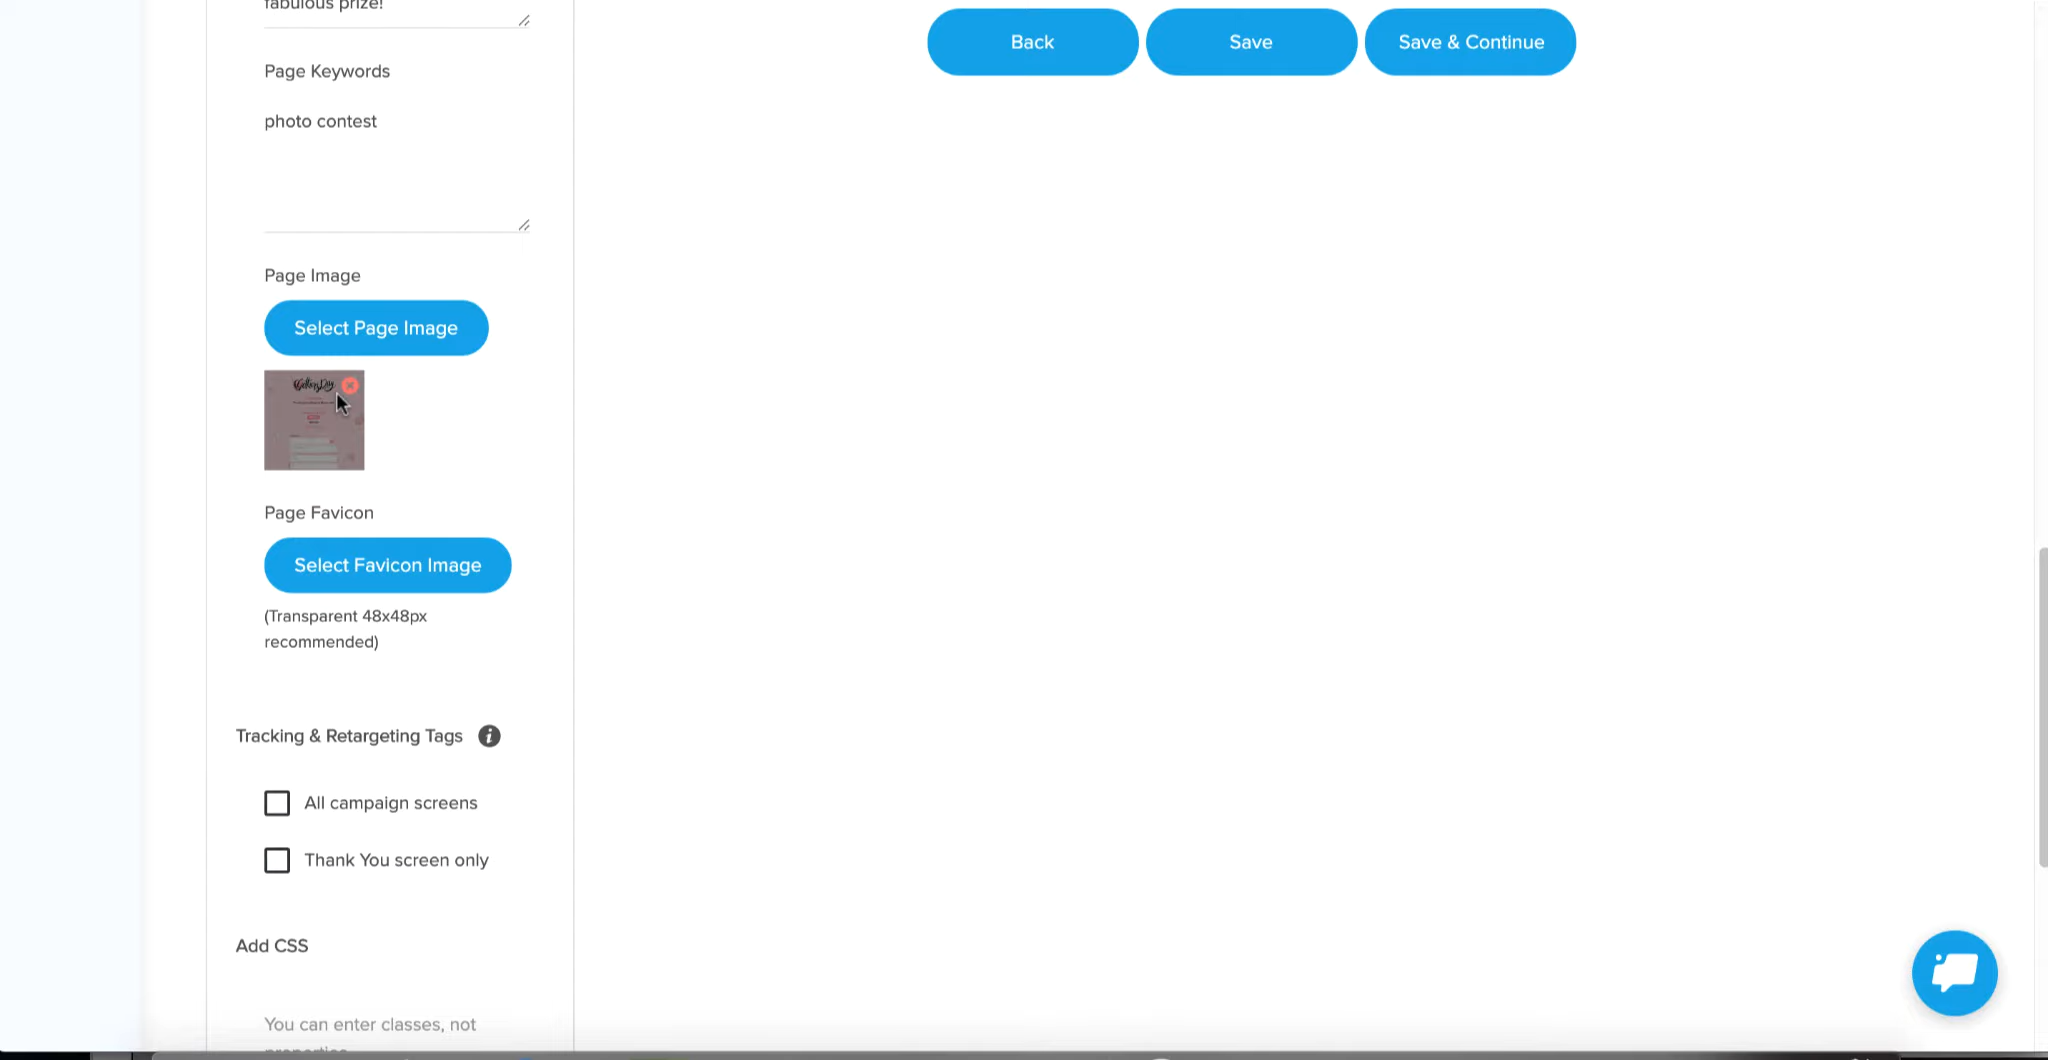 fabulous prize!
Back
Save
Save & Continue
Page Keywords
photo contest
Page Image
Select Page Image
Page Favicon
Select Favicon Image
(Transparent 48x48px
recommended)
Tracking & Retargeting Tags
i
All campaign screens
Thank You screen only
Add CSS
You can enter classes, not